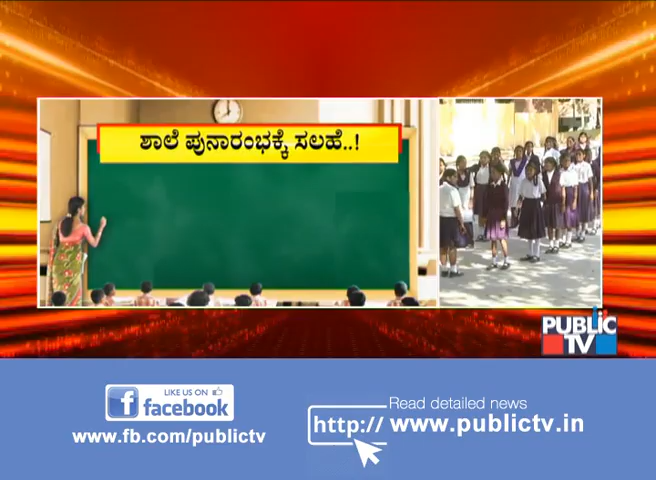 ಶಾಲೆ ಪುನಾರಂಭಕ್ಕೆ ಸಲಹೆ..!
PUBLIC
TV
LIKE US ON
f facebook
www.fb.com/publictv
Read detailed news
http:// www.publictv.in